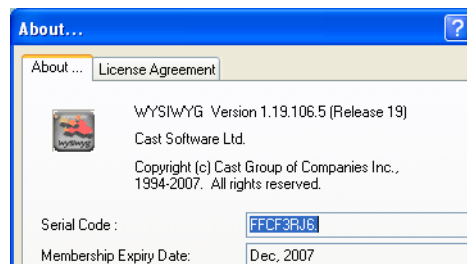 About...
?
About ... License Agreement
WYSIWYG Version 1.19.106.5 (Release 19)
wysiwyg
Cast Software Ltd.
Copyright (c) Cast Group of Companies Inc.,
1994-2007. All rights reserved.
Serial Code : FFCF3RJ6.
Membership Expiry Date: Dec, 2007